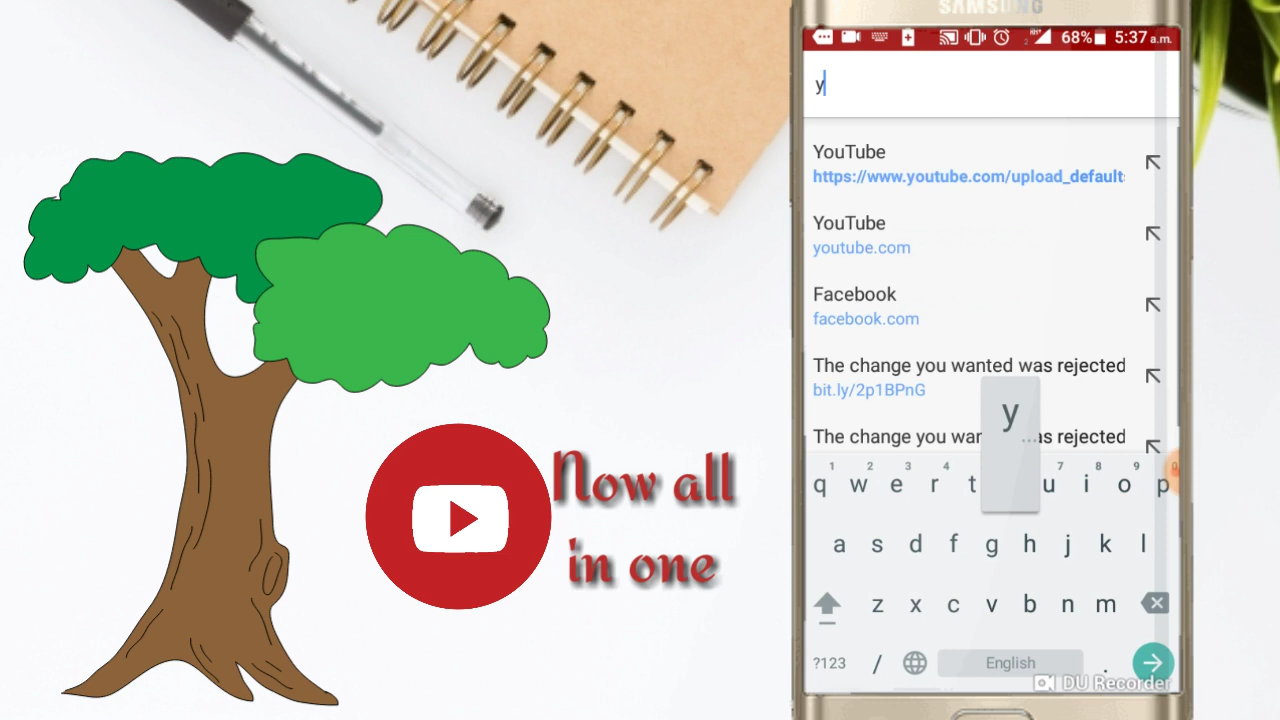 SAMSUNG
68% 5:37 a.m.
y
YouTube
https://www.youtube.com/upload_default
YouTube
youtube.com
Facebook
facebook.com
The change you wanted was rejected
bit.ly/2p1BPnG
y
The change you wan ...as rejected
1 2 3 4 7 8 9 0
q w e r t u i o p
a s d f g h j k l
z x c v b n m
?123 / English .
DU Recorder
Now all
in one